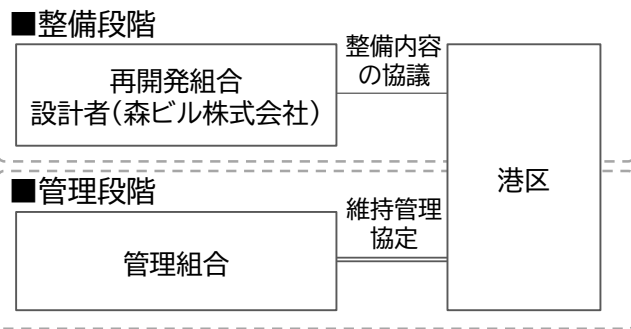 ■整備段階
再開発組合
設計者（森ビル株式会社）
整備内容
の協議
港区
■管理段階
管理組合
維持管理
協定